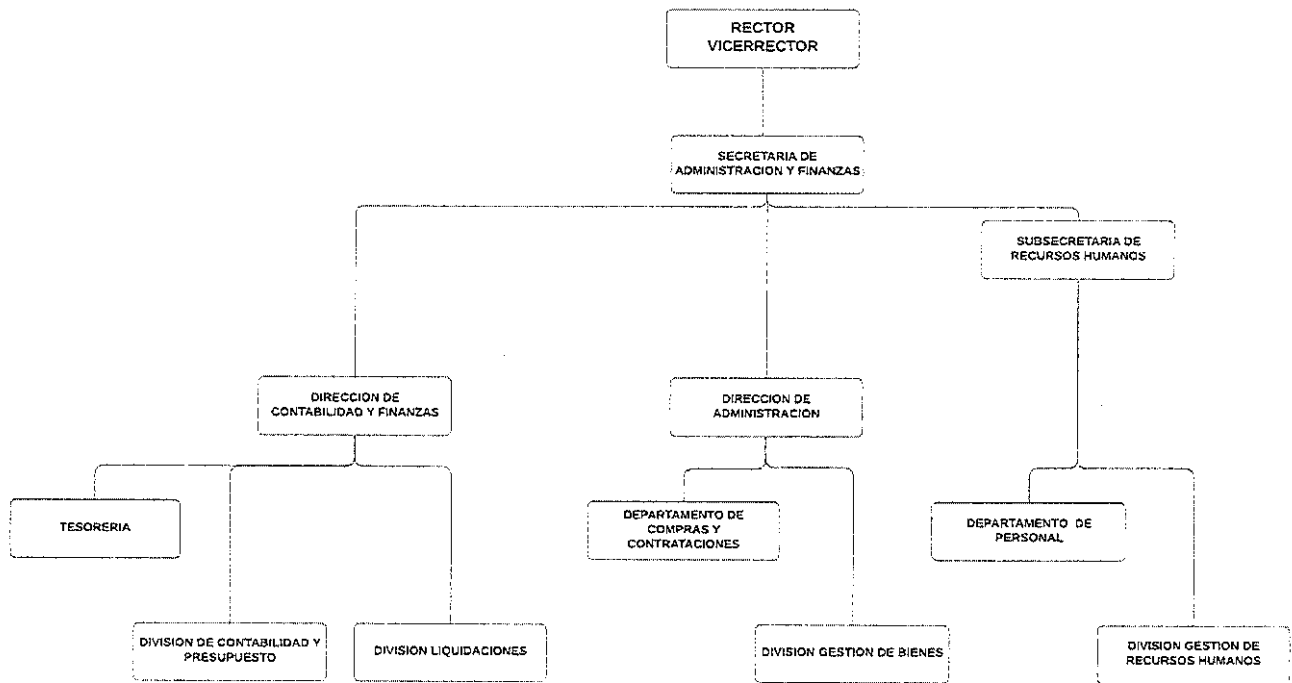 RECTOR
VICERRECTOR
SECRETARIA DE
ADMINISTRACION Y FINANZAS
SUBSECRETARIA DE
RECURSOS HUMANOS
DIRECCION DE
CONTABILIDAD Y FINANZAS
DIRECCION DE
ADMINISTRACION
TESORERIA
DEPARTAMENTO DE
COMPRAS Y
CONTRATACIONES
DEPARTAMENTO DE
PERSONAL
DIVISION DE CONTABILIDAD Y
PRESUPUESTO
DIVISION LIQUIDACIONES
DIVISION GESTION DE BIENES
DIVISION GESTION DE
RECURSOS HUMANOS